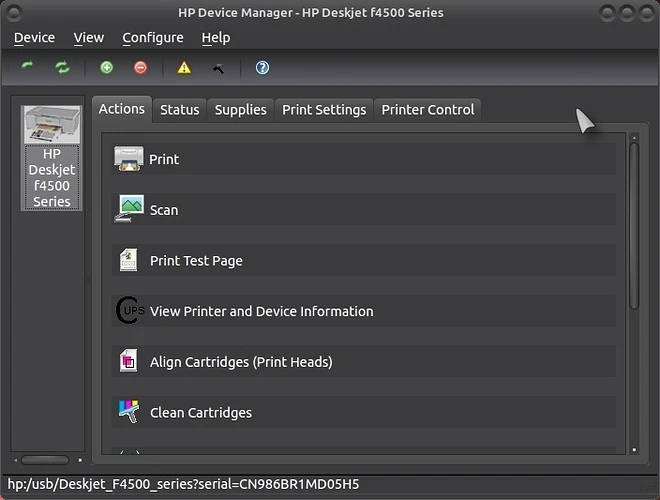 HP Device Manager - HP Deskjet f4500 Series
Device View Configure Help
Actions Status Supplies Print Settings Printer Control
HP
Deskjet
f4500
Series
Print
Scan
Print Test Page
CUPS View Printer and Device Information
Align Cartridges (Print Heads)
Clean Cartridges
hp:/usb/Deskjet_F4500_series?serial=CN986BR1MD05H5